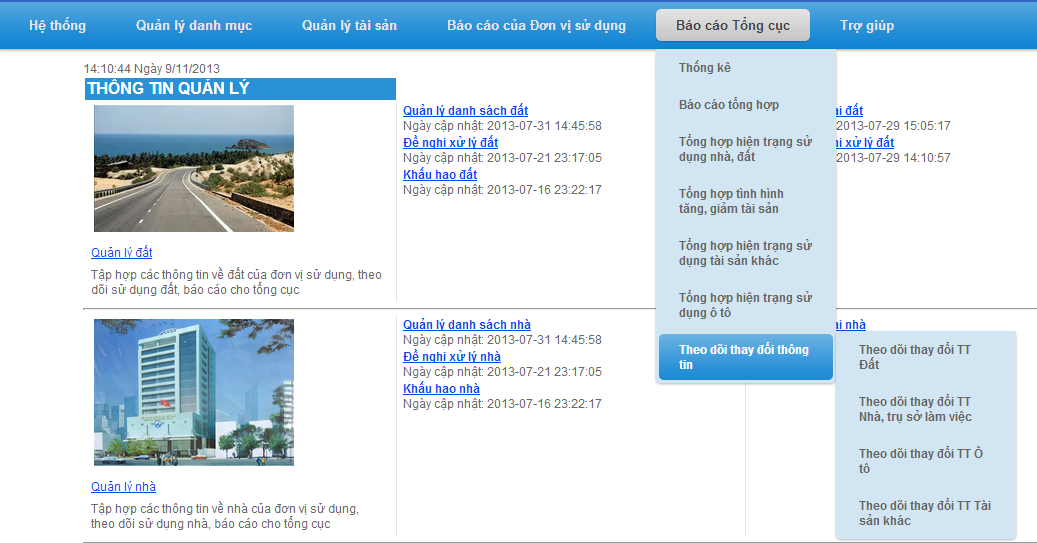 Hệ thống
Quản lý danh mục
Quản lý tài sản
Báo cáo của Đơn vị sử dụng
Báo cáo Tổng cục
Trợ giúp
14:10:44 Ngày 9/11/2013
THÔNG TIN QUẢN LÝ
Quản lý đất
Tập hợp các thông tin về đất của đơn vị sử dụng, theo
dõi sử dụng đất, báo cáo cho tổng cục
Quản lý danh sách đất
Ngày cập nhật: 2013-07-31 14:45:58
Đề nghị xử lý đất
Ngày cập nhật: 2013-07-21 23:17:05
Khấu hao đất
Ngày cập nhật: 2013-07-16 23:22:17
Thống kê
Báo cáo tổng hợp
Tổng hợp hiện trạng sử
dụng nhà, đất
Tổng hợp tình hình
tăng, giảm tài sản
Tổng hợp hiện trạng sử
dụng tài sản khác
Tổng hợp hiện trạng sử
dụng ô tô
Theo dõi thay đổi thông
tin
đất
2013-07-29 15:05:17
xử lý đất
2013-07-29 14:10:57
Quản lý nhà
Tập hợp các thông tin về nhà của đơn vị sử dụng,
theo dõi sử dụng nhà, báo cáo cho tổng cục
Quản lý danh sách nhà
Ngày cập nhật: 2013-07-31 14:45:58
Đề nghị xử lý nhà
Ngày cập nhật: 2013-07-21 23:17:05
Khấu hao nhà
Ngày cập nhật: 2013-07-16 23:22:17
nhà
Theo dõi thay đổi TT
Đất
Theo dõi thay đổi TT
Nhà, trụ sở làm việc
Theo dõi thay đổi TT Ô
tô
Theo dõi thay đổi TT Tài
sản khác